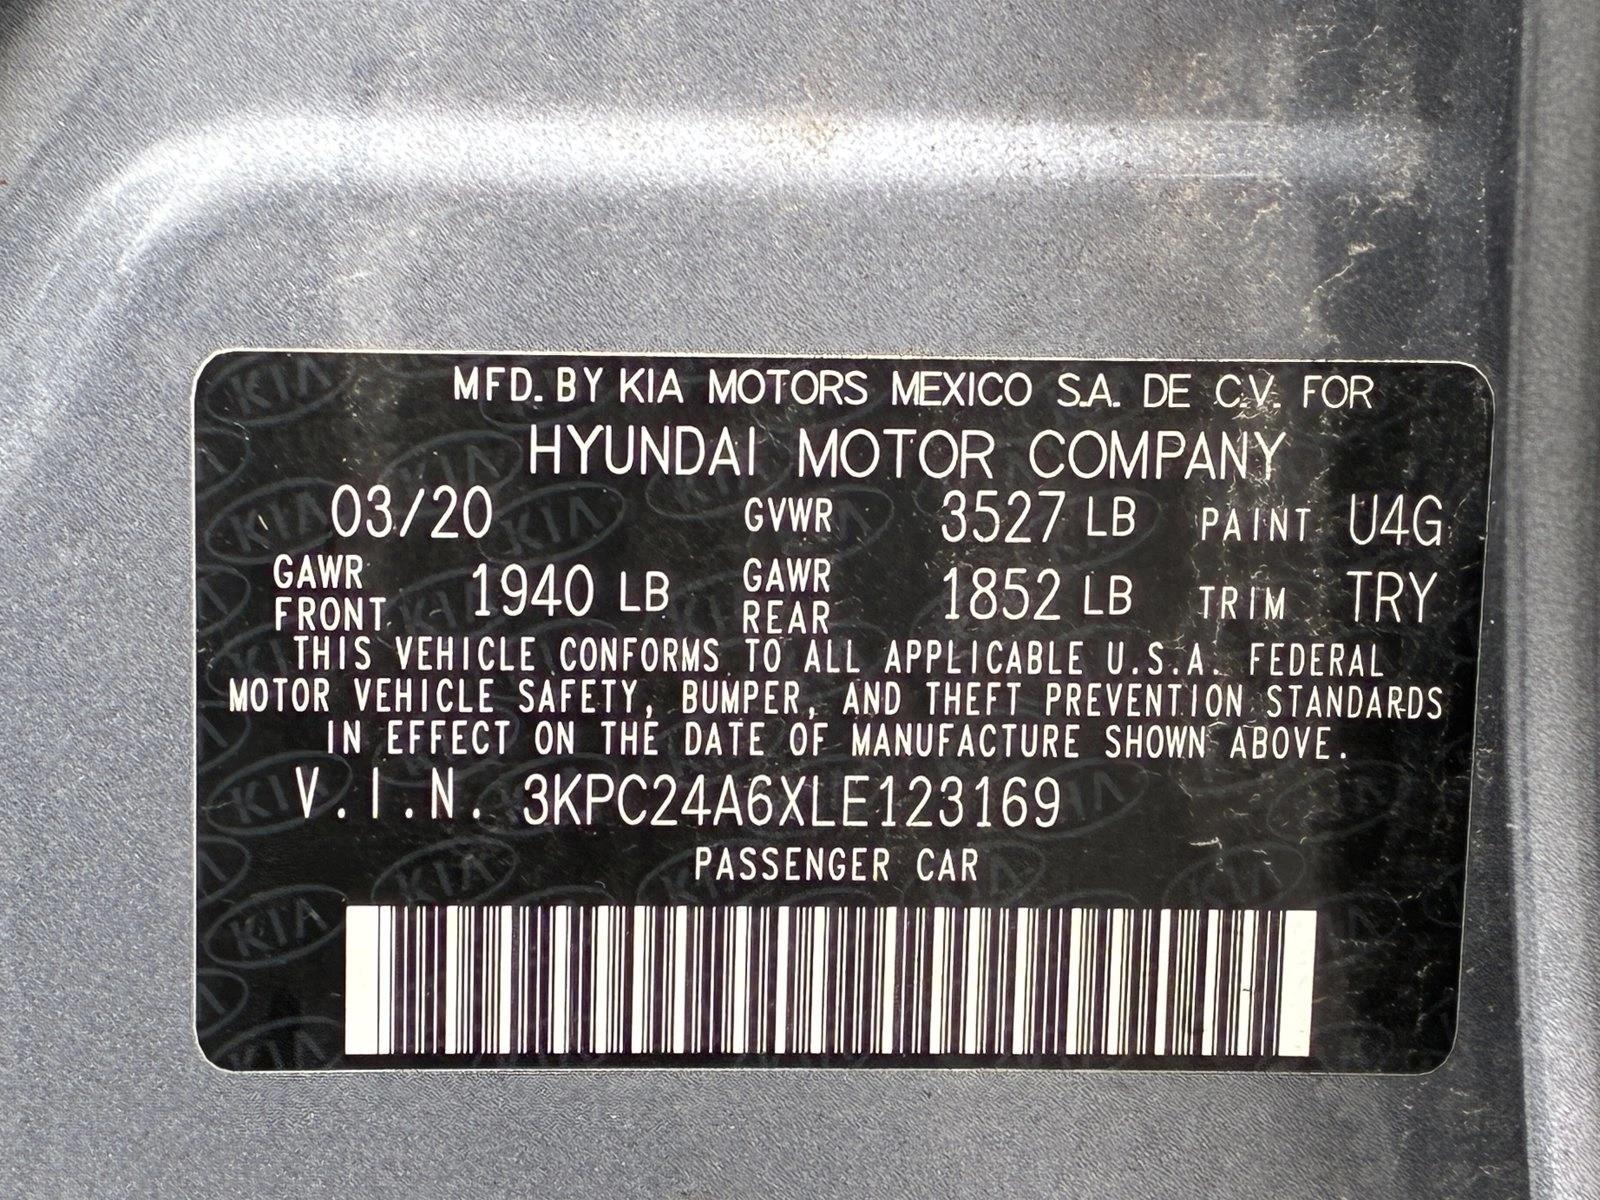 MFD. BY KIA MOTORS MEXICO S.A. DE C.V. FOR
HYUNDAI MOTOR COMPANY
03/20 GVWR 3527 LB PAINT U4G
GAWR FRONT 1940 LB GAWR REAR 1852 LB TRIM TRY
THIS VEHICLE CONFORMS TO ALL APPLICABLE U.S.A. FEDERAL
MOTOR VEHICLE SAFETY, BUMPER, AND THEFT PREVENTION STANDARDS
IN EFFECT ON THE DATE OF MANUFACTURE SHOWN ABOVE.
V.I.N. 3KPC24A6XLE123169
PASSENGER CAR